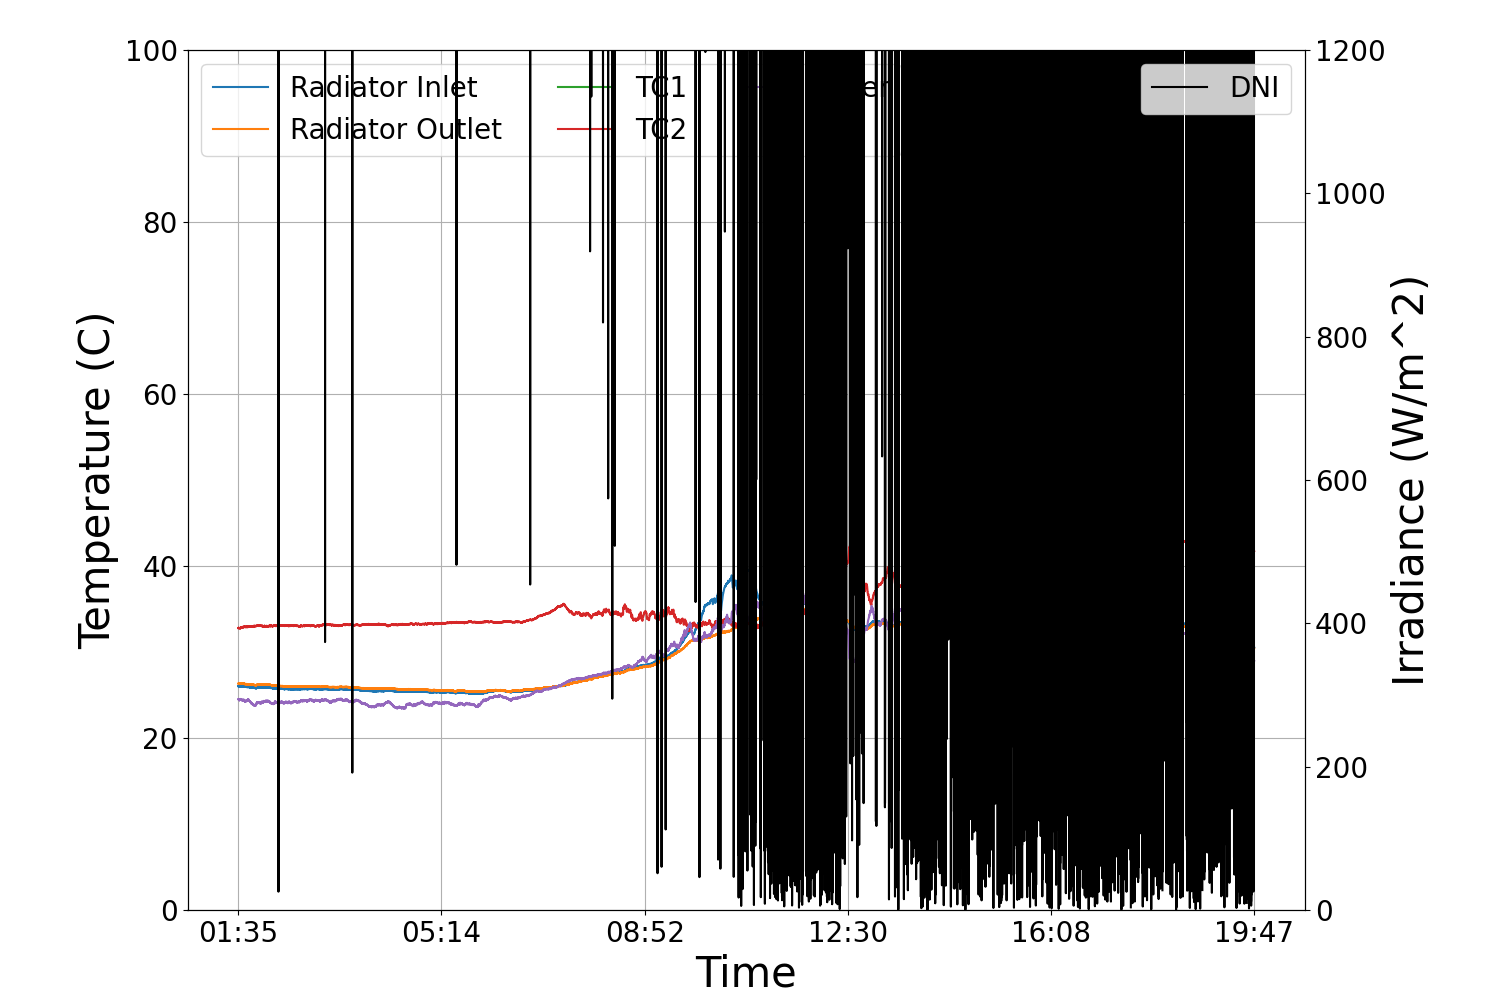 100
80
60
40
20
0
Temperature (C)
Radiator Inlet
Radiator Outlet
TC1
TC2
DNI
1200
1000
800
600
400
200
0
Irradiance (W/m^2)
01:35 05:14 08:52 12:30 16:08 19:47
Time